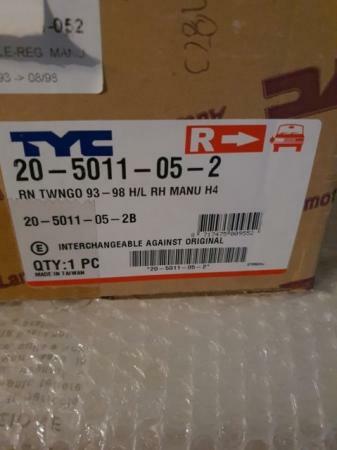 -052
LE-REG MANU
93 -> 08/98
TYC
R
20-5011-05-2
RN TWNGO 93-98 H/L RH MANU H4
20-5011-05-2B
E INTERCHANGEABLE AGAINST ORIGINAL
QTY:1 PC
MADE IN TAIWAN
*20-5011-05-2*